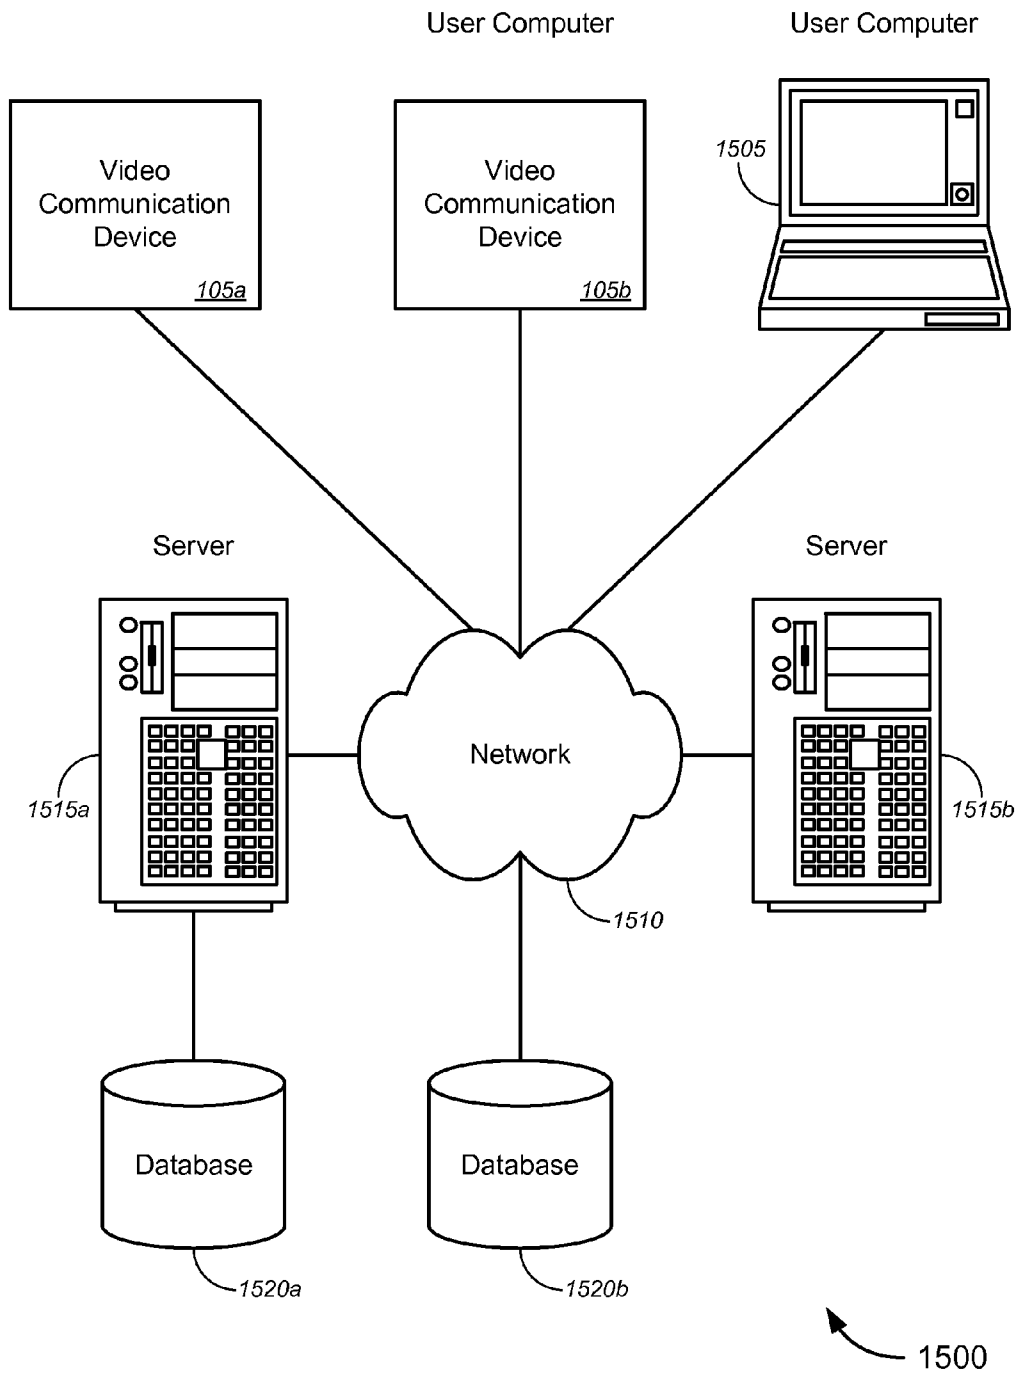 User Computer
User Computer
Video
Communication
Device
105a
Video
Communication
Device
105b
1505
Server
Server
Network
1515a
1515b
1510
Database
Database
1520a
1520b
1500